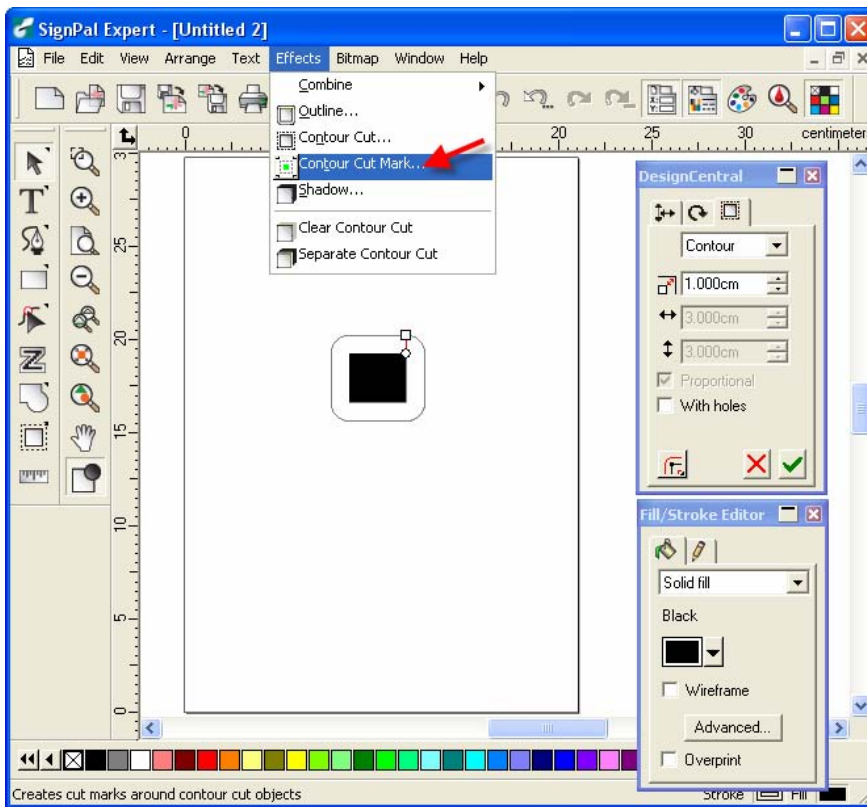 SignPal Expert - [Untitled 2]
File Edit View Arrange Text Effects Bitmap Window Help
Combine
Outline...
Contour Cut...
Contour Cut Mark...
Shadow...
Clear Contour Cut
Separate Contour Cut
0 20 25 30 centimeter
25
20
15
10
5
0
DesignCentral
Contour
1.000cm
3.000cm
3.000cm
Proportional
With holes
Fill/Stroke Editor
Solid fill
Black
Wireframe
Advanced...
Overprint
Creates cut marks around contour cut objects
Stroke Fill